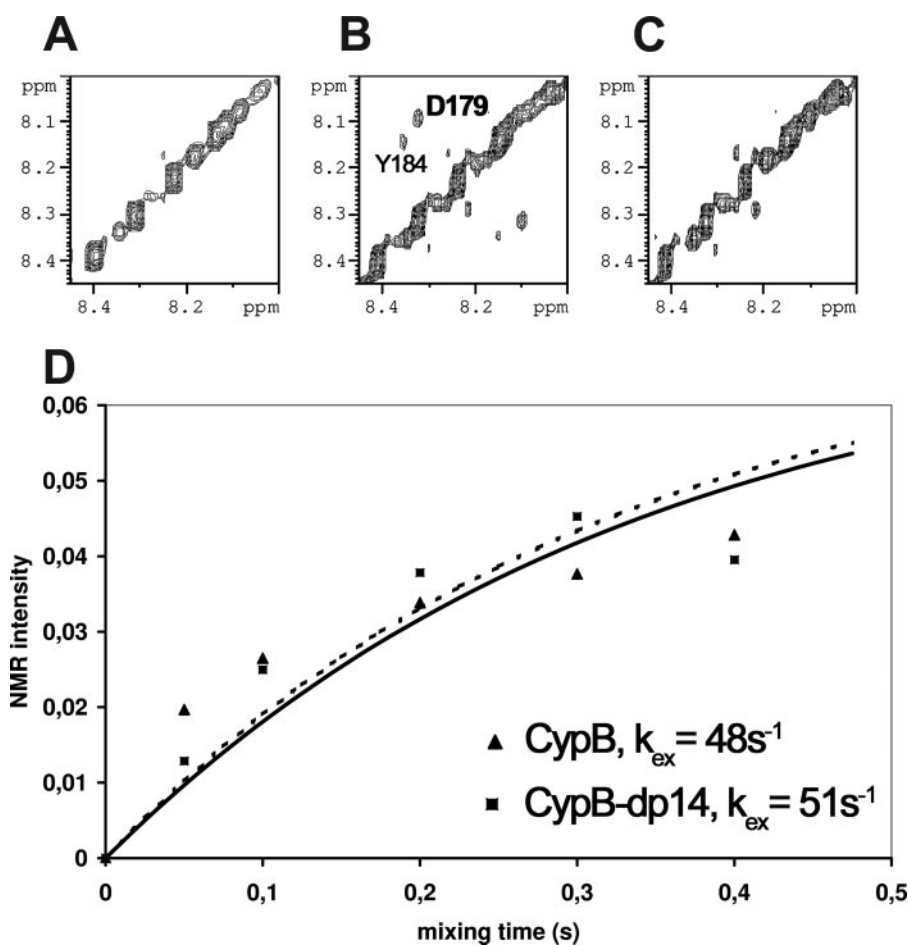 A B C
ppm ppm ppm
8.1 D179 8.1 8.1
8.2 Y184 8.2 8.2
8.3 8.3 8.3
8.4 8.4 8.4
8.4 8.2 ppm 8.4 8.2 ppm 8.4 8.2 ppm
D
0,06
0,05
0,04
0,03
0,02
0,01
0
NMR intensity
CypB, kex = 48s-1
CypB-dp14, kex = 51s-1
0 0,1 0,2 0,3 0,4 0,5
mixing time (s)